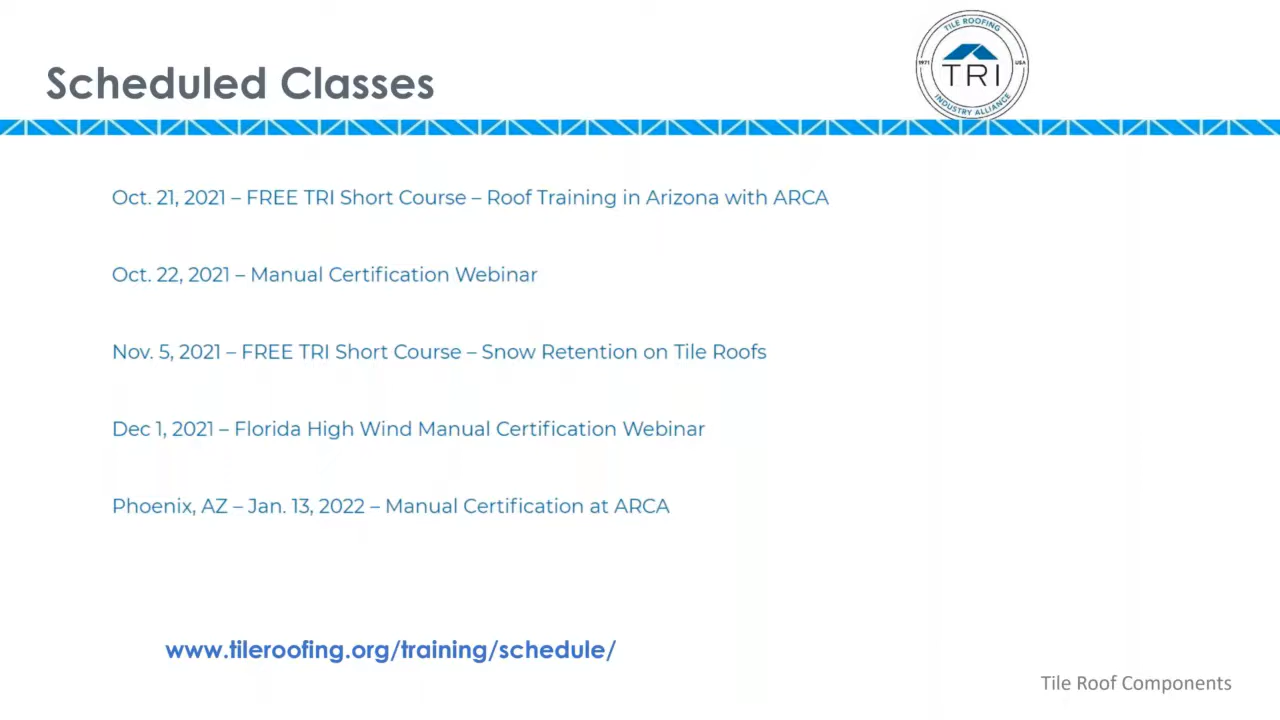 Scheduled Classes
TILE ROOFING
1971
TRI
USA
INDUSTRY ALLIANCE
Oct. 21, 2021 – FREE TRI Short Course – Roof Training in Arizona with ARCA
Oct. 22, 2021 – Manual Certification Webinar
Nov. 5, 2021 – FREE TRI Short Course – Snow Retention on Tile Roofs
Dec 1, 2021 – Florida High Wind Manual Certification Webinar
Phoenix, AZ – Jan. 13, 2022 – Manual Certification at ARCA
www.tileroofing.org/training/schedule/
Tile Roof Components